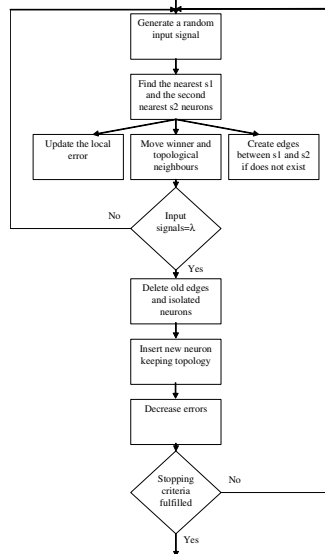 Generate a random
input signal
Find the nearest s1
and the second
nearest s2 neurons
Update the local
error
Move winner and
topological
neighbours
Create edges
between s1 and s2
if does not exist
No
Input
signals=λ
Yes
Delete old edges
and isolated
neurons
Insert new neuron
keeping topology
Decrease errors
Stopping
criteria
fulfilled
No
Yes